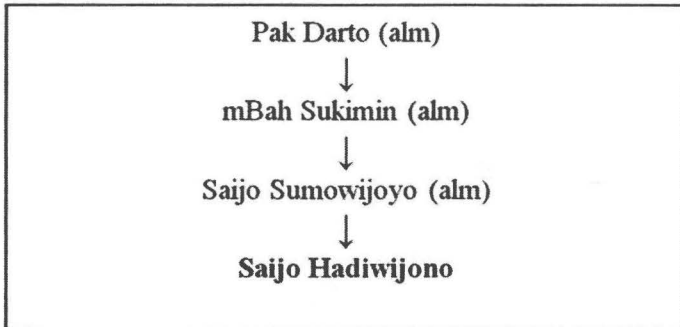 Pak Darto (alm)
↓
mBah Sukimin (alm)
↓
Saijo Sumowijoyo (alm)
↓
Saijo Hadiwijono